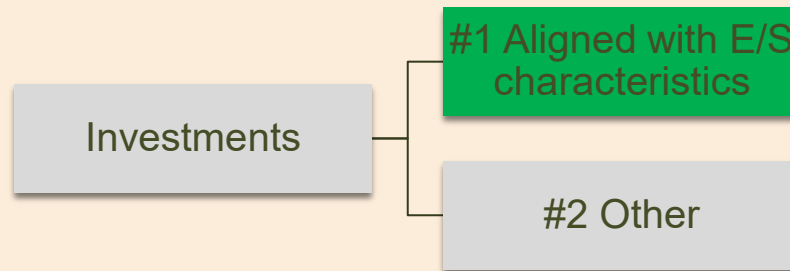 #1 Aligned with E/S
characteristics
Investments
#2 Other